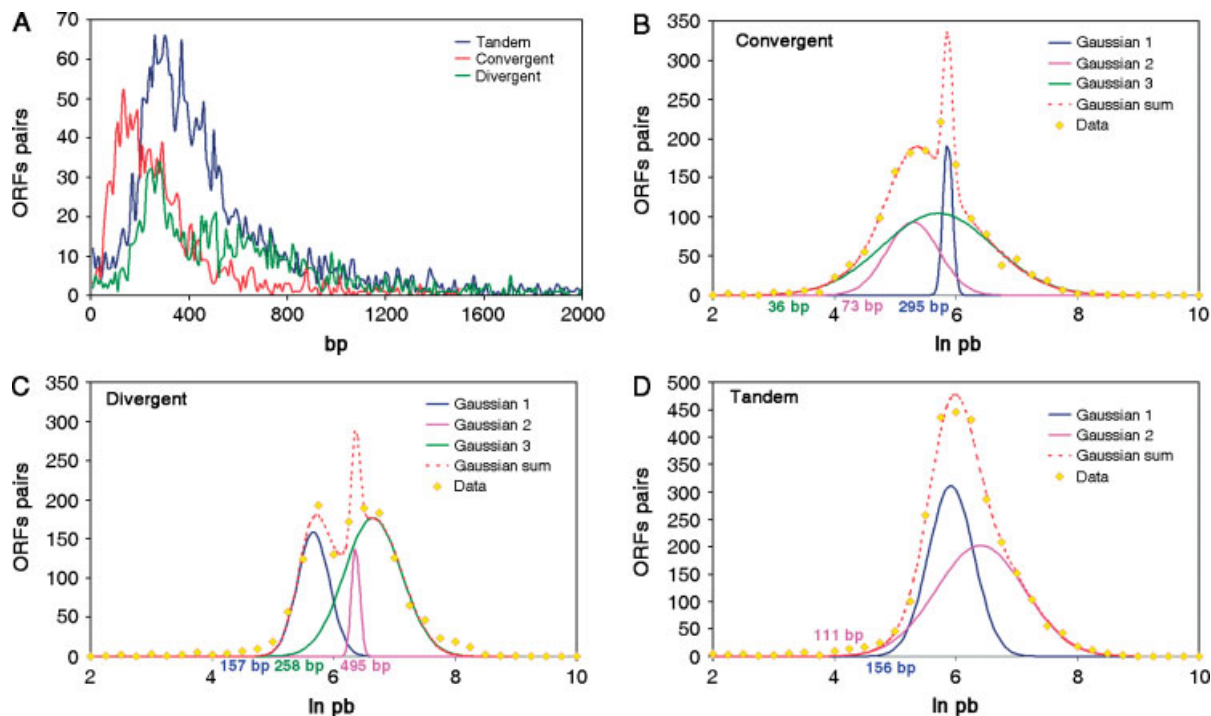 A
ORFs pairs
70
60
50
40
30
20
10
0
Tandem
Convergent
Divergent
0 400 800 1200 1600 2000
bp
B
Convergent
ORFs pairs
350
300
250
200
150
100
50
0
Gaussian 1
Gaussian 2
Gaussian 3
Gaussian sum
Data
2 4 6 8 10
36 bp 73 bp 295 bp
ln pb
C
Divergent
ORFs pairs
350
300
250
200
150
100
50
0
Gaussian 1
Gaussian 2
Gaussian 3
Gaussian sum
Data
2 4 6 8 10
157 bp 258 bp 495 bp
ln pb
D
Tandem
ORFs pairs
500
450
400
350
300
250
200
150
100
50
0
Gaussian 1
Gaussian 2
Gaussian sum
Data
111 bp
2 4 6 8 10
156 bp
ln pb